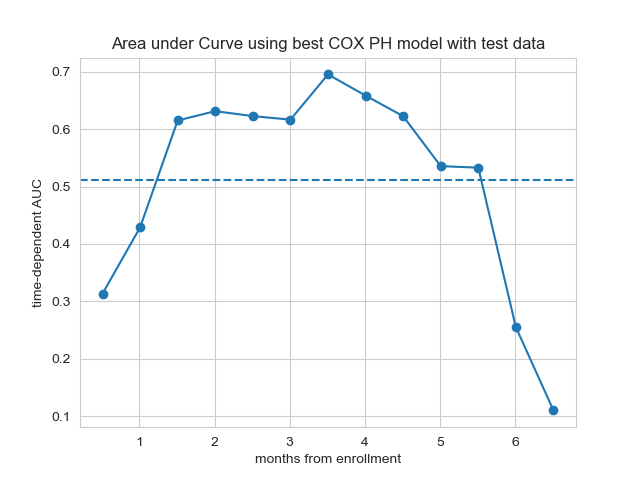 Area under Curve using best COX PH model with test data
time-dependent AUC
0.7
0.6
0.5
0.4
0.3
0.2
0.1
1 2 3 4 5 6
months from enrollment